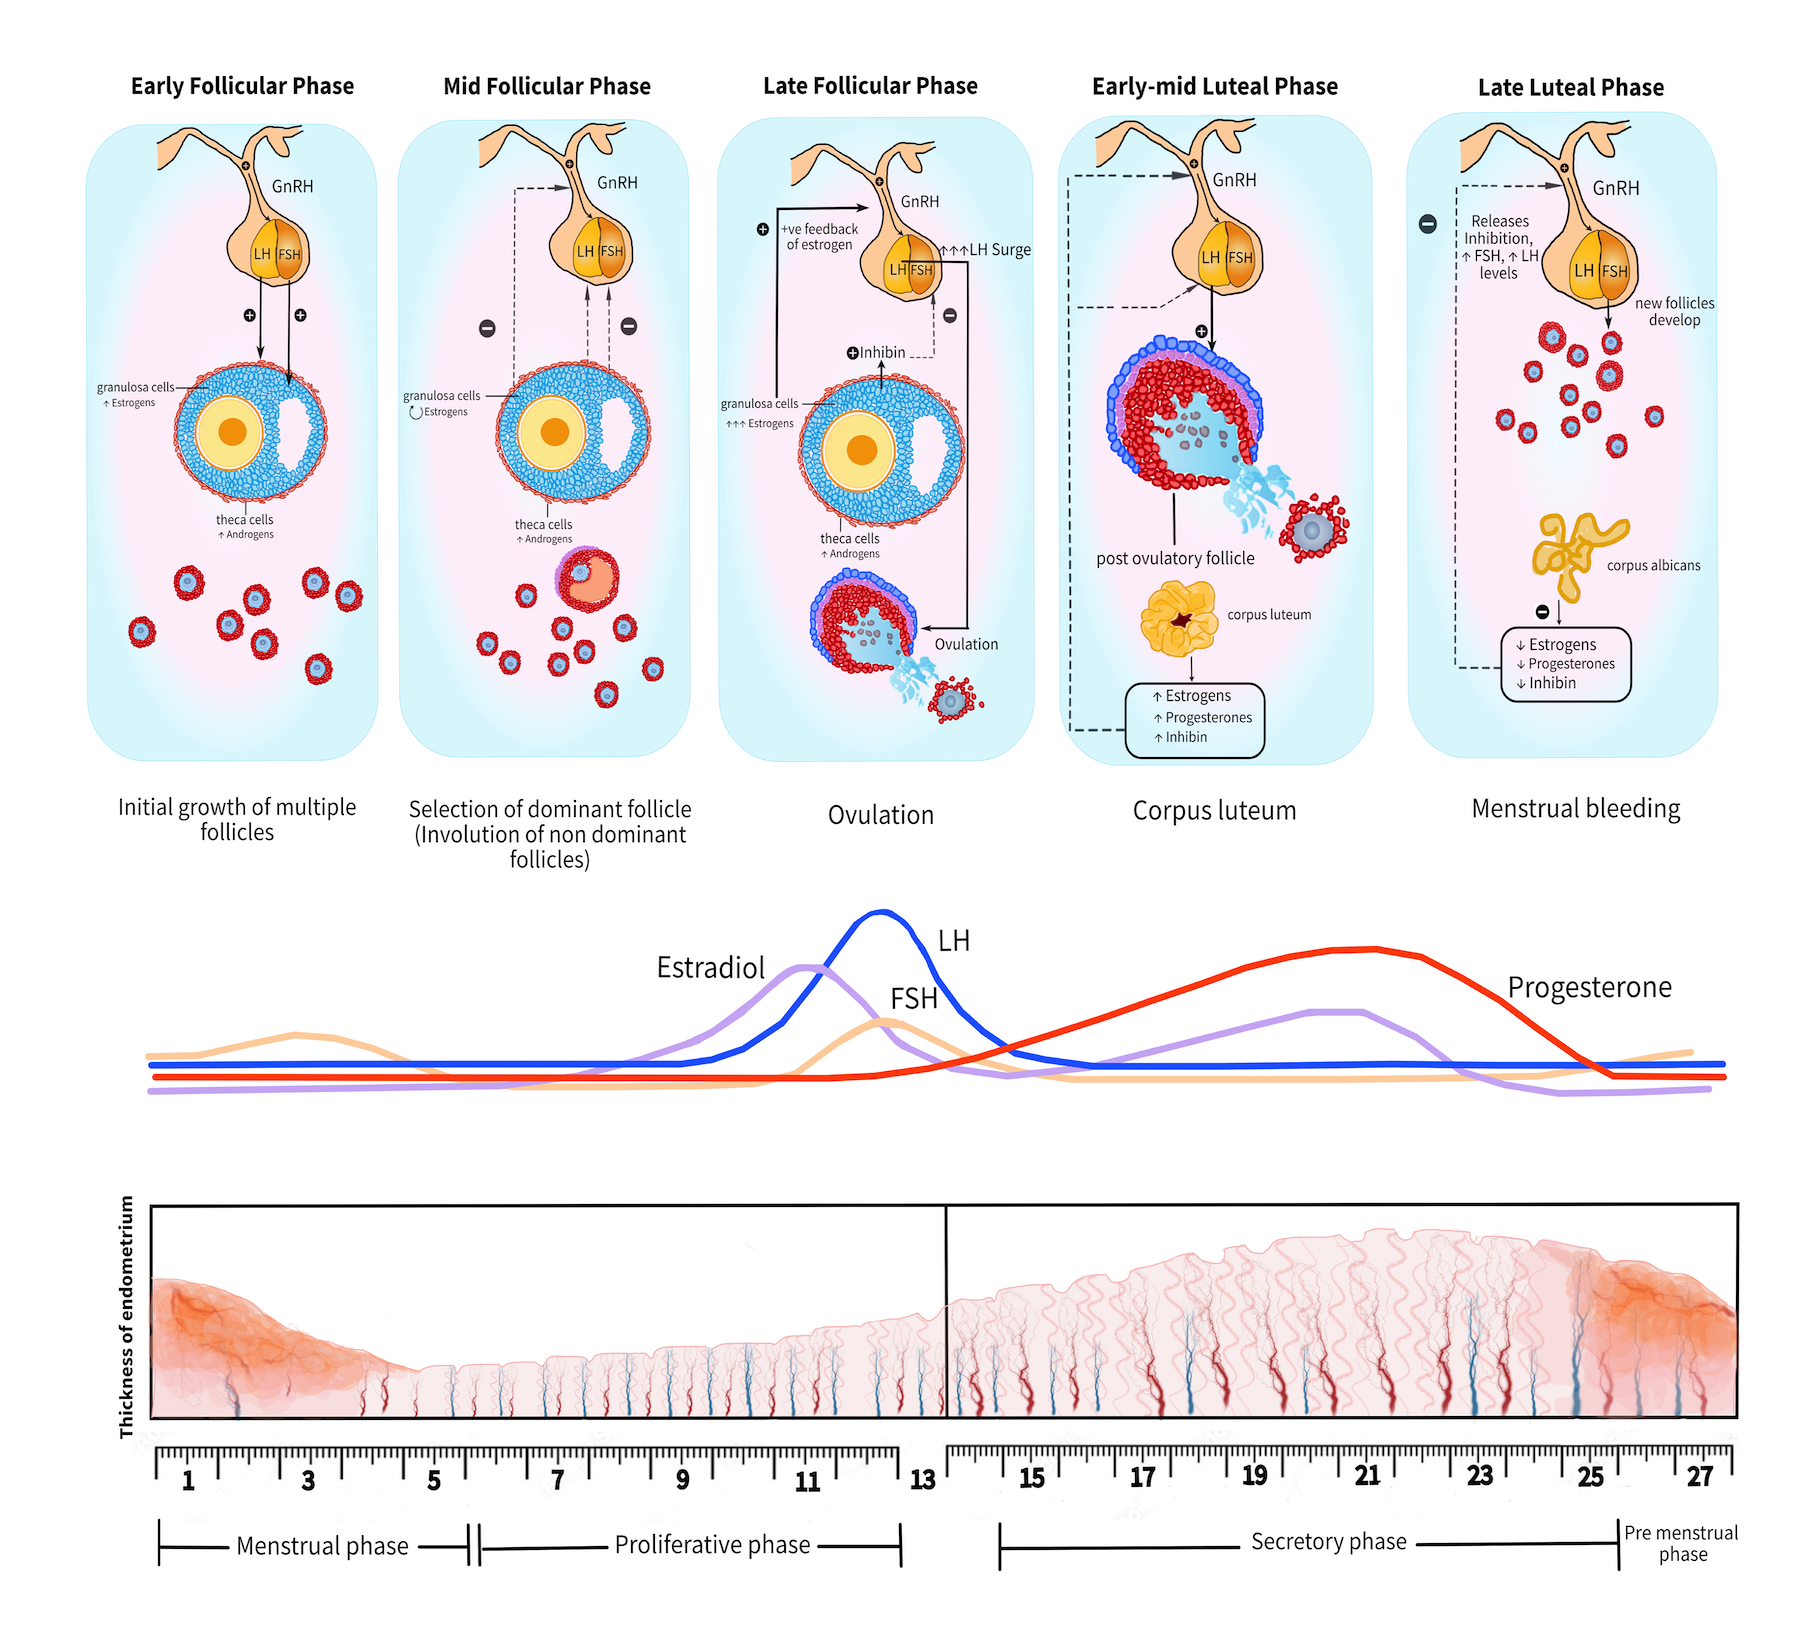 Early Follicular Phase
GnRH
LH
FSH
+
+
+
granulosa cells
↑ Estrogens
theca cells
↑ Androgens
Initial growth of multiple
follicles
Mid Follicular Phase
+
GnRH
LH
FSH
−
−
granulosa cells
Estrogens
theca cells
↑ Androgens
Selection of dominant follicle
(Involution of non dominant
follicles)
Late Follicular Phase
+
GnRH
+
+ve feedback
of estrogen
↑↑↑LH Surge
LH
FSH
−
+Inhibin
granulosa cells
↑↑↑ Estrogens
theca cells
↑ Androgens
Ovulation
Ovulation
Early-mid Luteal Phase
+
GnRH
LH
FSH
+
post ovulatory follicle
corpus luteum
↑ Estrogens
↑ Progesterones
↑ Inhibin
Corpus luteum
Late Luteal Phase
+
GnRH
−
Releases
Inhibition,
↑ FSH, ↑ LH
levels
LH
FSH
new follicles
develop
corpus albicans
−
↓ Estrogens
↓ Progesterones
↓ Inhibin
Menstrual bleeding
Estradiol
LH
FSH
Progesterone
Thickness of endometrium
1 3 5 7 9 11 13 15 17 19 21 23 25 27
Menstrual phase
Proliferative phase
Secretory phase
Pre menstrual
phase